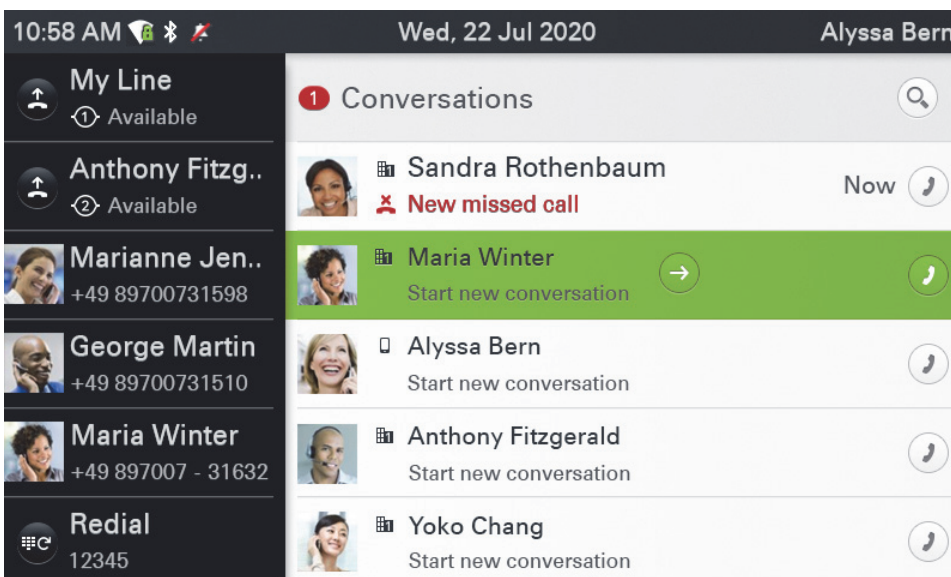 10:58 AM Wed, 22 Jul 2020 Alyssa Bern
My Line
1 Available
Anthony Fitzg..
2 Available
Marianne Jen..
+49 89700731598
George Martin
+49 89700731510
Maria Winter
+49 897007 - 31632
Redial
12345
1 Conversations
Sandra Rothenbaum
New missed call
Now
Maria Winter
Start new conversation
Alyssa Bern
Start new conversation
Anthony Fitzgerald
Start new conversation
Yoko Chang
Start new conversation